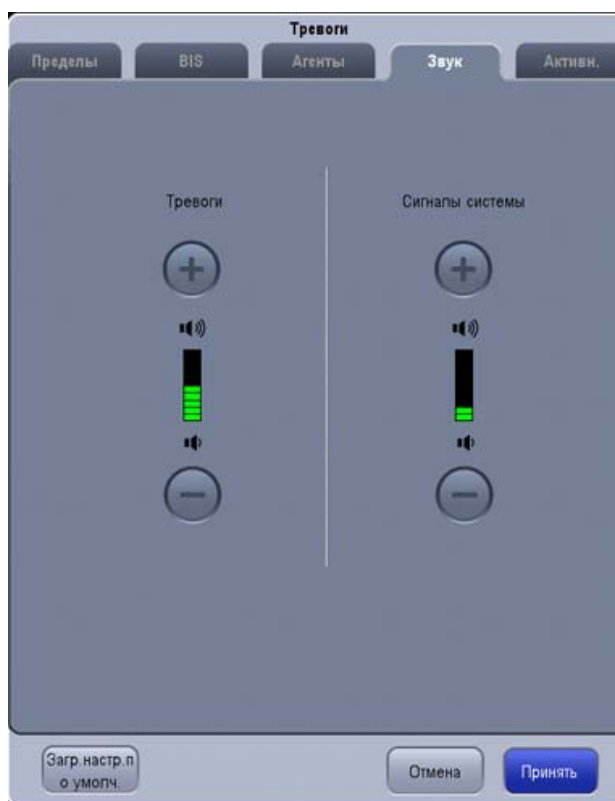 Тревоги
Пределы BIS Агенты Звук Активн.
Тревоги Сигналы системы
Загр.настр.п
о умолч.
Отмена Принять